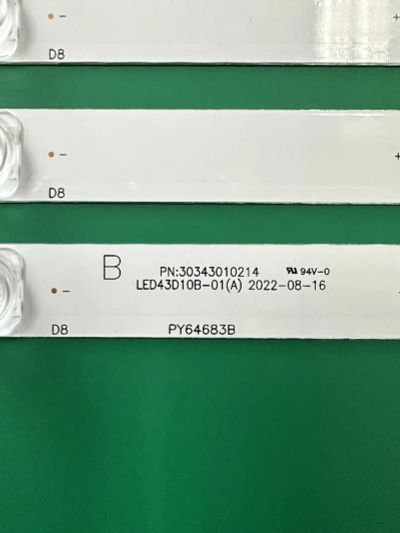 -
+
D8
-
+
D8
B
PN:30343010214 94V-0
LED43D10B-01(A) 2022-08-16
-
D8
PY64683B